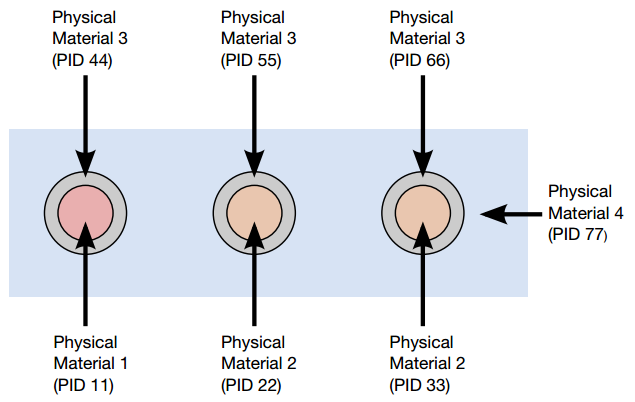 Physical
Material 3
(PID 44)
Physical
Material 3
(PID 55)
Physical
Material 3
(PID 66)
Physical
Material 4
(PID 77)
Physical
Material 1
(PID 11)
Physical
Material 2
(PID 22)
Physical
Material 2
(PID 33)